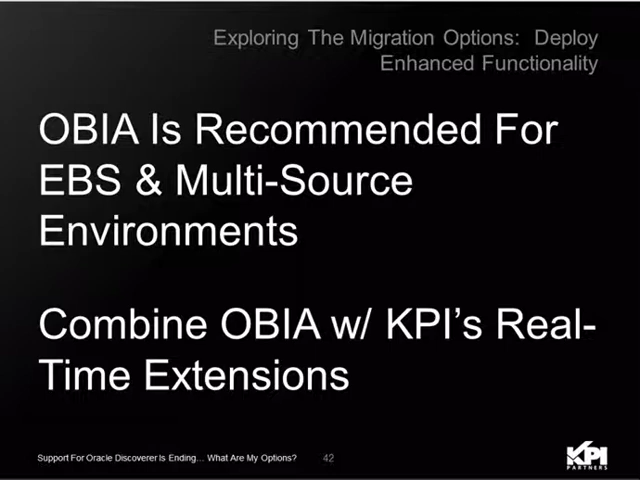 Exploring The Migration Options: Deploy
Enhanced Functionality
OBIA Is Recommended For
EBS & Multi-Source
Environments
Combine OBIA w/ KPI's Real-
Time Extensions
Support For Oracle Discoverer Is Ending... What Are My Options? 42
KPI
PARTNERS